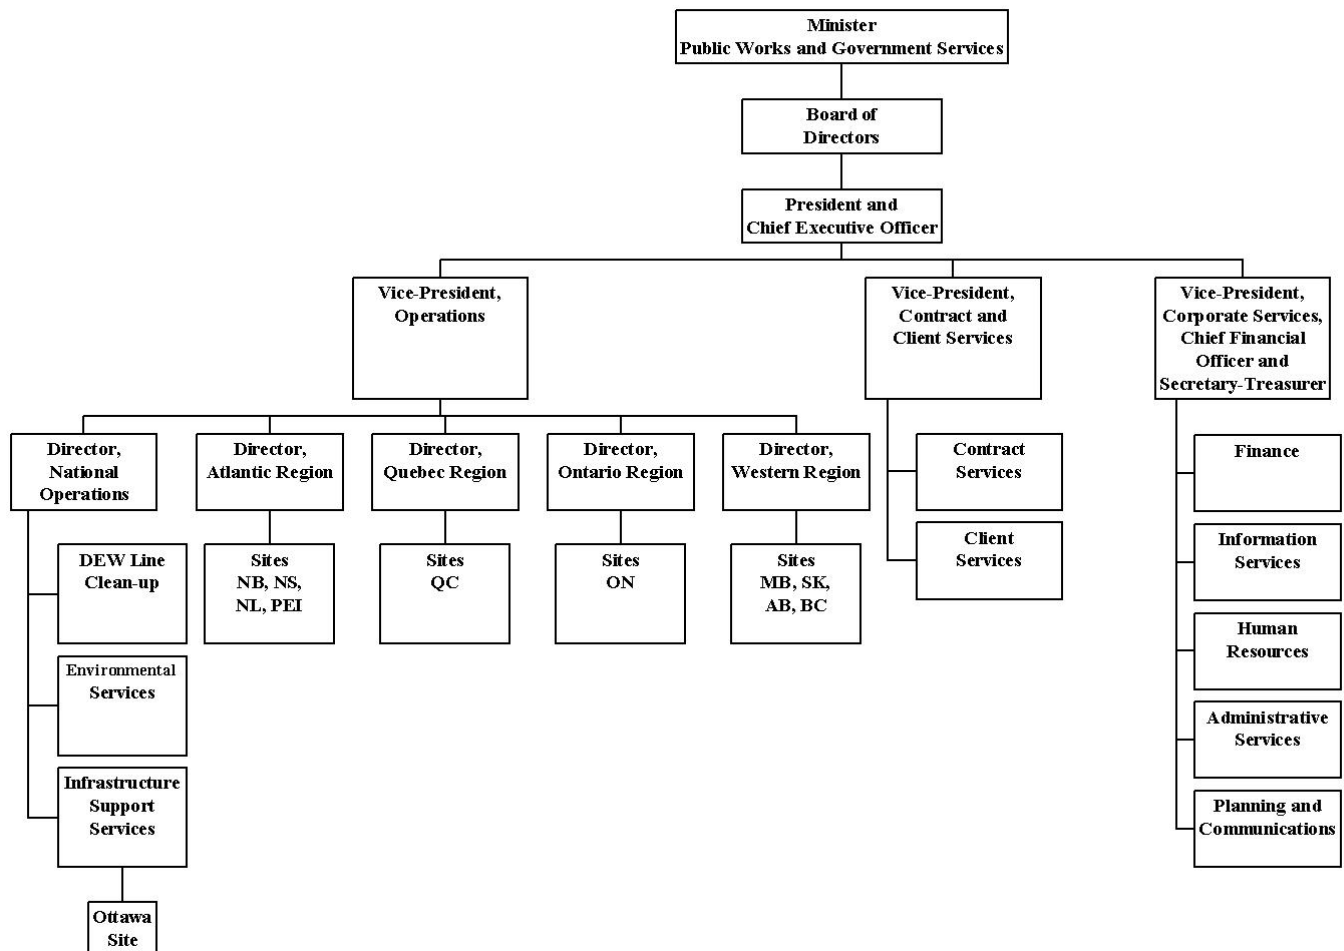 Minister
Public Works and Government Services
Board of
Directors
President and
Chief Executive Officer
Vice-President,
Operations
Vice-President,
Contract and
Client Services
Vice-President,
Corporate Services,
Chief Financial
Officer and
Secretary-Treasurer
Director,
National
Operations
Director,
Atlantic Region
Director,
Quebec Region
Director,
Ontario Region
Director,
Western Region
Contract
Services
Finance
DEW Line
Clean-up
Sites
NB, NS,
NL, PEI
Sites
QC
Sites
ON
Sites
MB, SK,
AB, BC
Client
Services
Information
Services
Environmental
Services
Human
Resources
Infrastructure
Support
Services
Administrative
Services
Planning and
Communications
Ottawa
Site